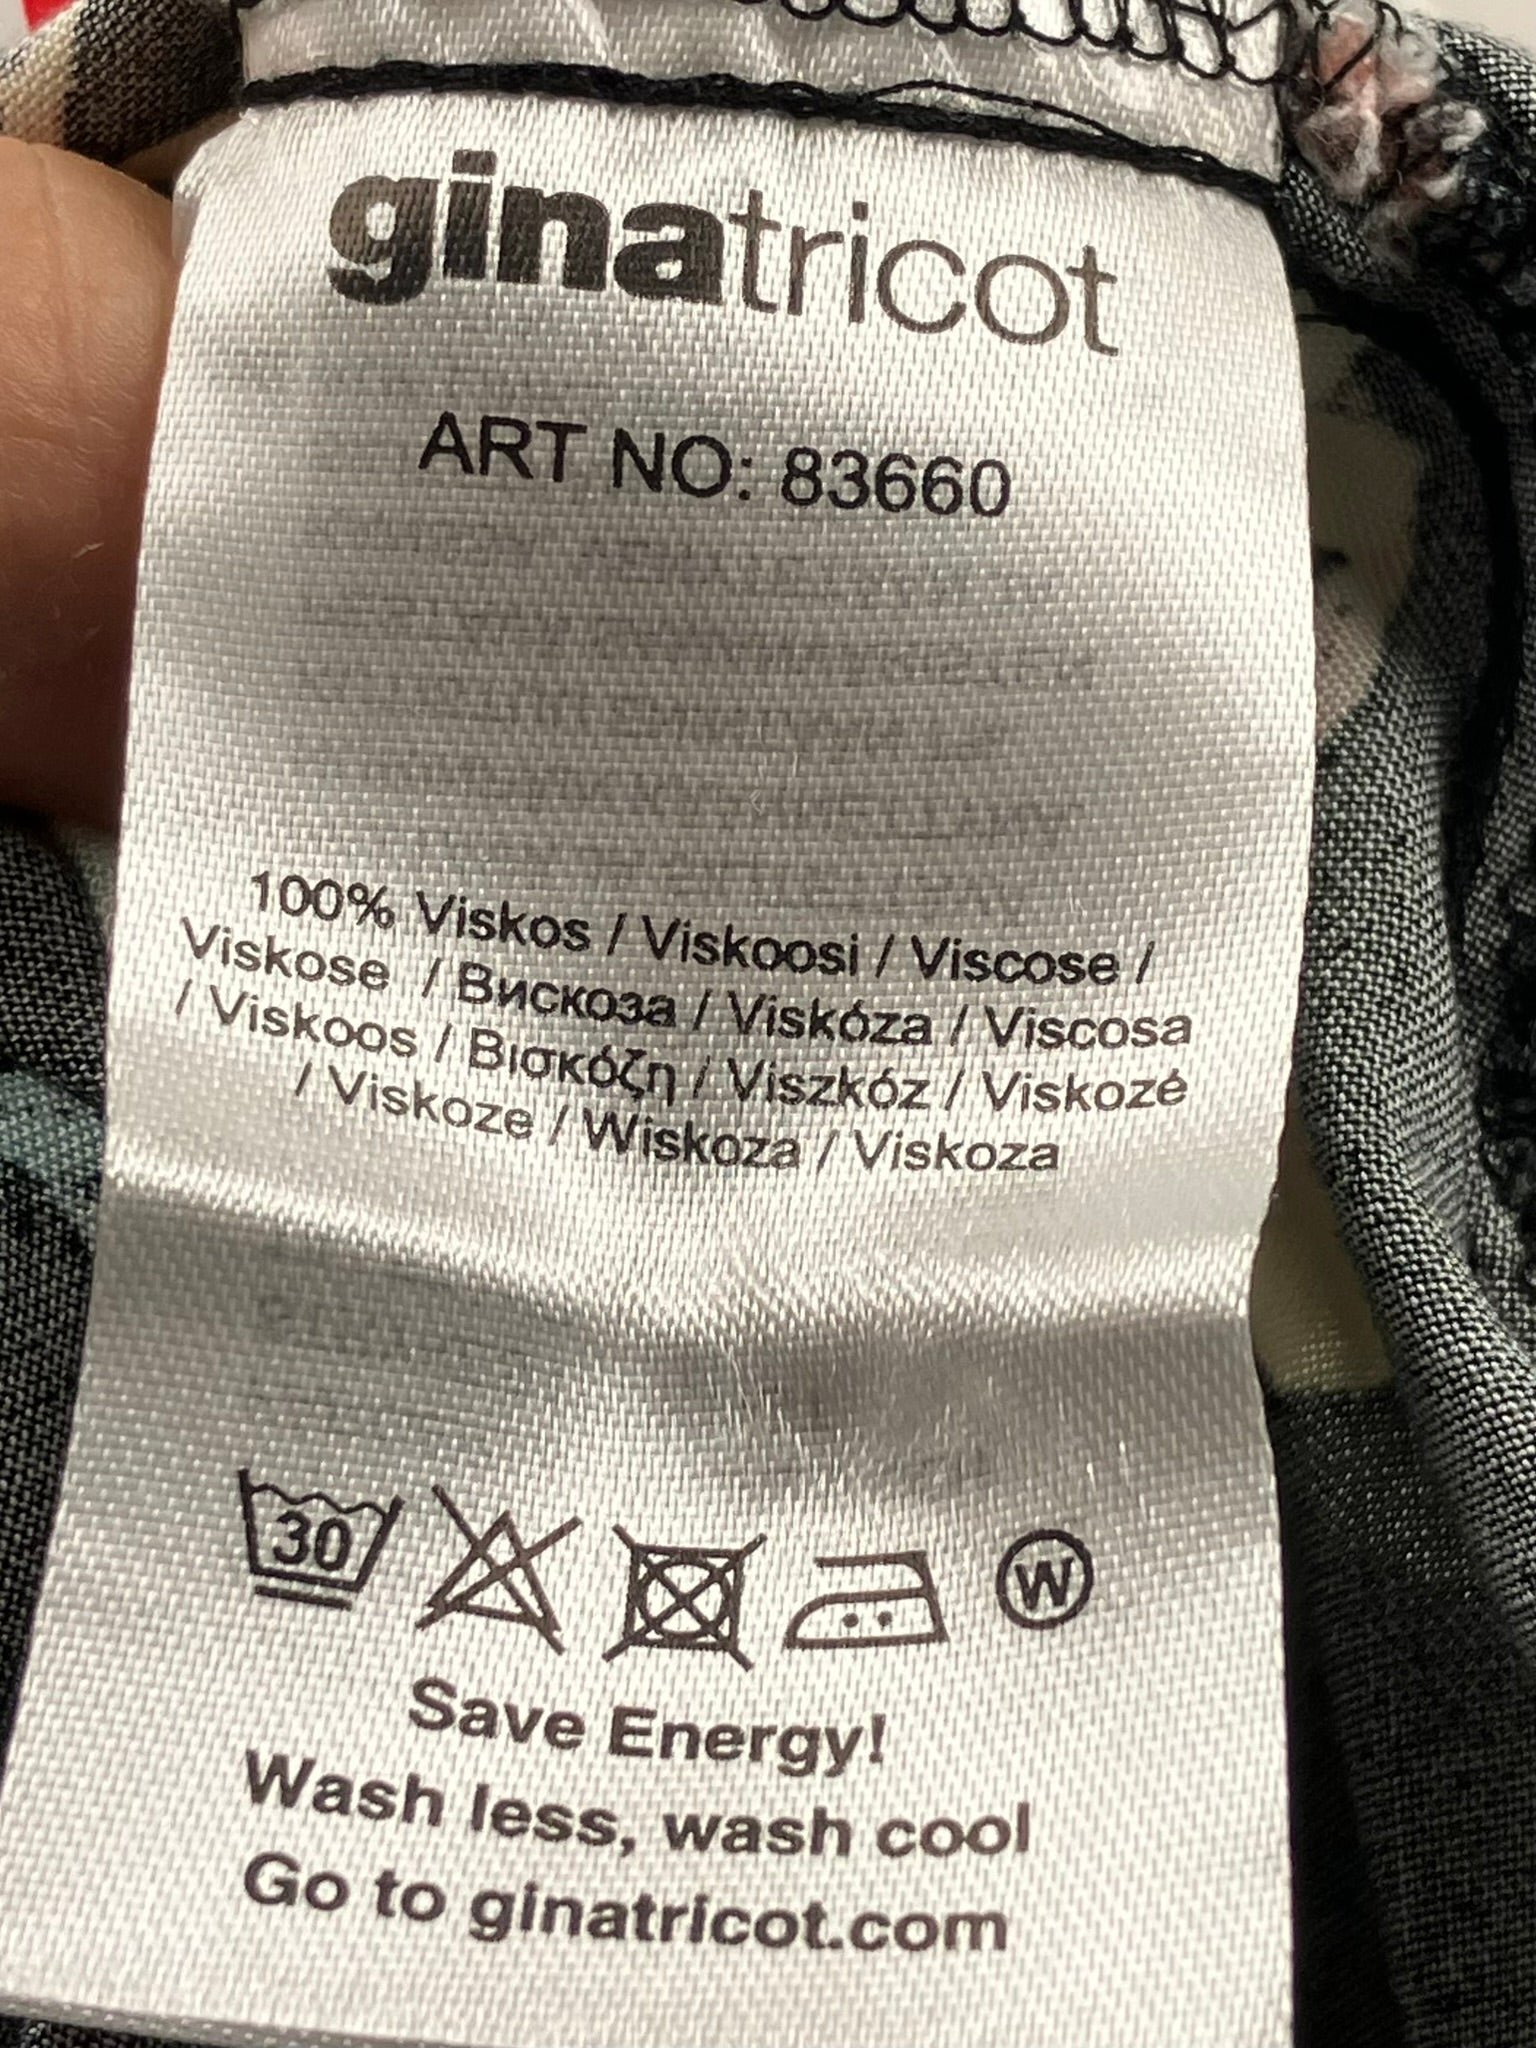 ginatricot
ART NO: 83660
100% Viskos / Viskoosi / Viscose /
Viskose / Вискоза / Viskóza / Viscosa
/ Viskoos / Βισκόζη / Viszkóz / Viskozé
/ Viskoze / Wiskoza / Viskoza
30
W
Save Energy!
Wash less, wash cool
Go to ginatricot.com